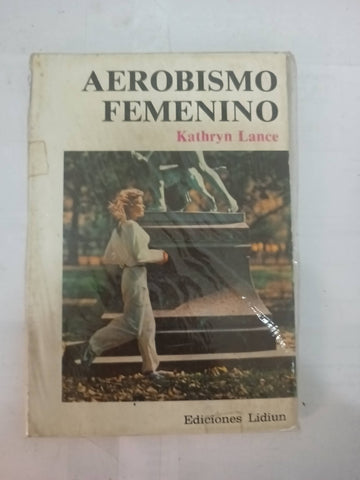 AEROBISMO
FEMENINO
Kathryn Lance
Ediciones Lidiun